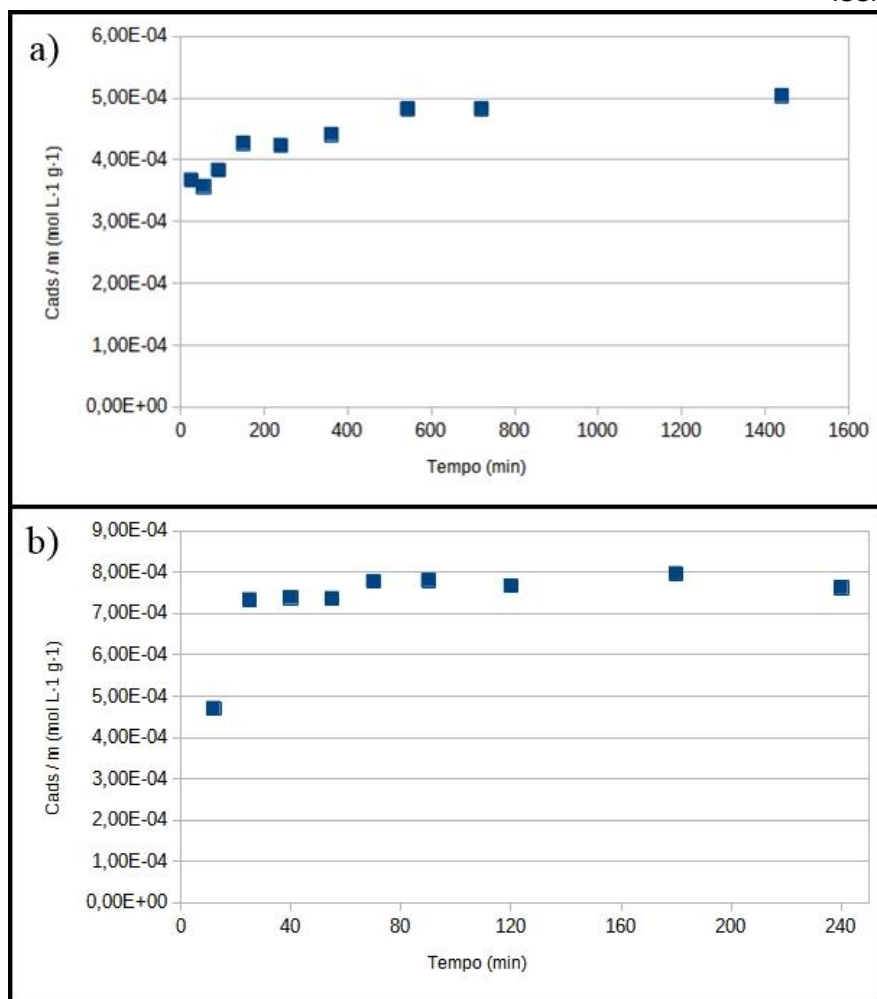 a)
6,00E-04
5,00E-04
4,00E-04
3,00E-04
2,00E-04
1,00E-04
0,00E+00
Cads / m (mol L-1 g-1)
0 200 400 600 800 1000 1200 1400 1600
Tempo (min)
b)
9,00E-04
8,00E-04
7,00E-04
6,00E-04
5,00E-04
4,00E-04
3,00E-04
2,00E-04
1,00E-04
0,00E+00
Cads / m (mol L-1 g-1)
0 40 80 120 160 200 240
Tempo (min)